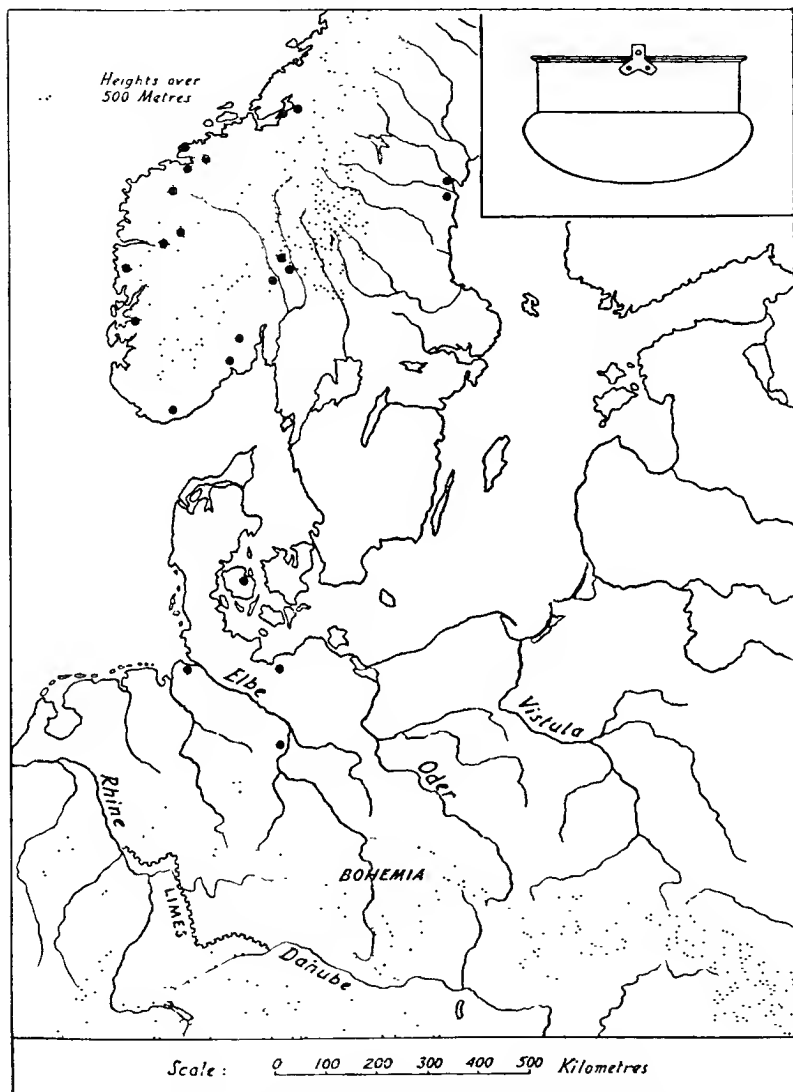 Heights over
500 Metres
Elbe
Vistula
Oder
Rhine
BOHEMIA
LIMES
Danube
Scale : 0 100 200 300 400 500 Kilometres